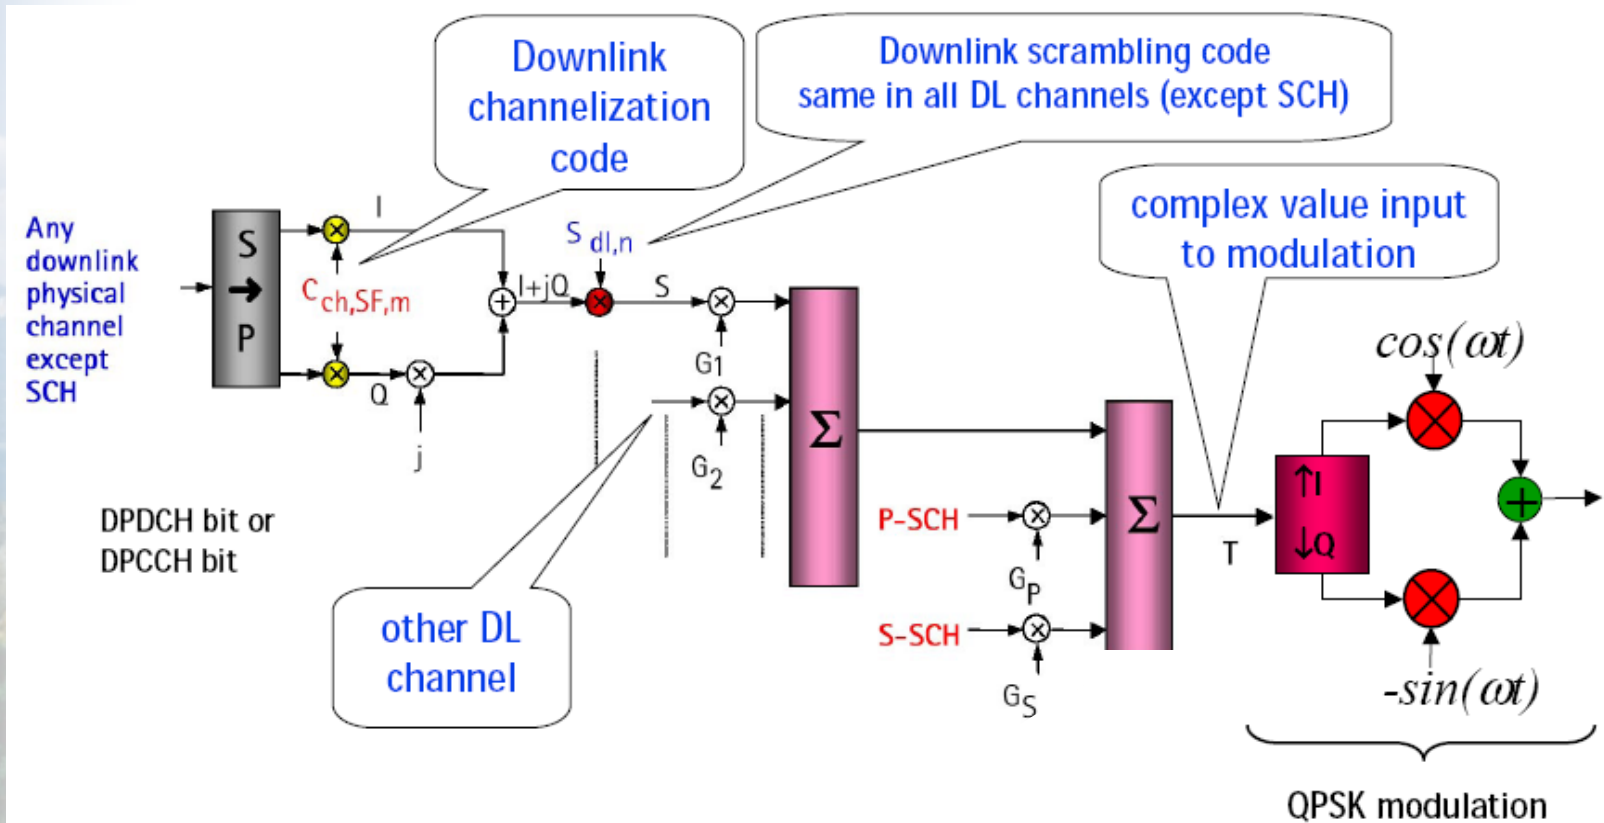 Downlink
channelization
code
Downlink scrambling code
same in all DL channels (except SCH)
complex value input
to modulation
Any
downlink
physical
channel
except
SCH
S
→
P
I
C ch,SF,m
Q
j
I+jQ
S dl,n
S
G1
G2
Σ
P-SCH
GP
S-SCH
GS
Σ
T
↑I
↓Q
cos(ωt)
-sin(ωt)
DPDCH bit or
DPCCH bit
other DL
channel
QPSK modulation